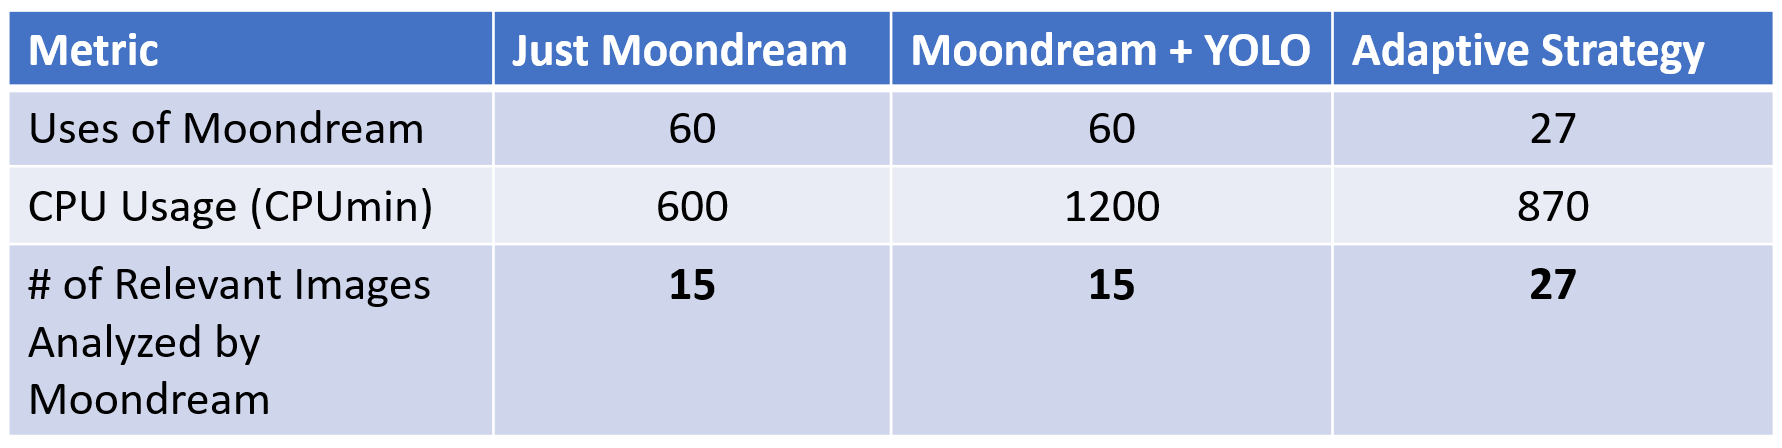 Metric Just Moondream Moondream + YOLO Adaptive Strategy
Uses of Moondream 60 60 27
CPU Usage (CPUmin) 600 1200 870
# of Relevant Images 15 15 27
Analyzed by
Moondream